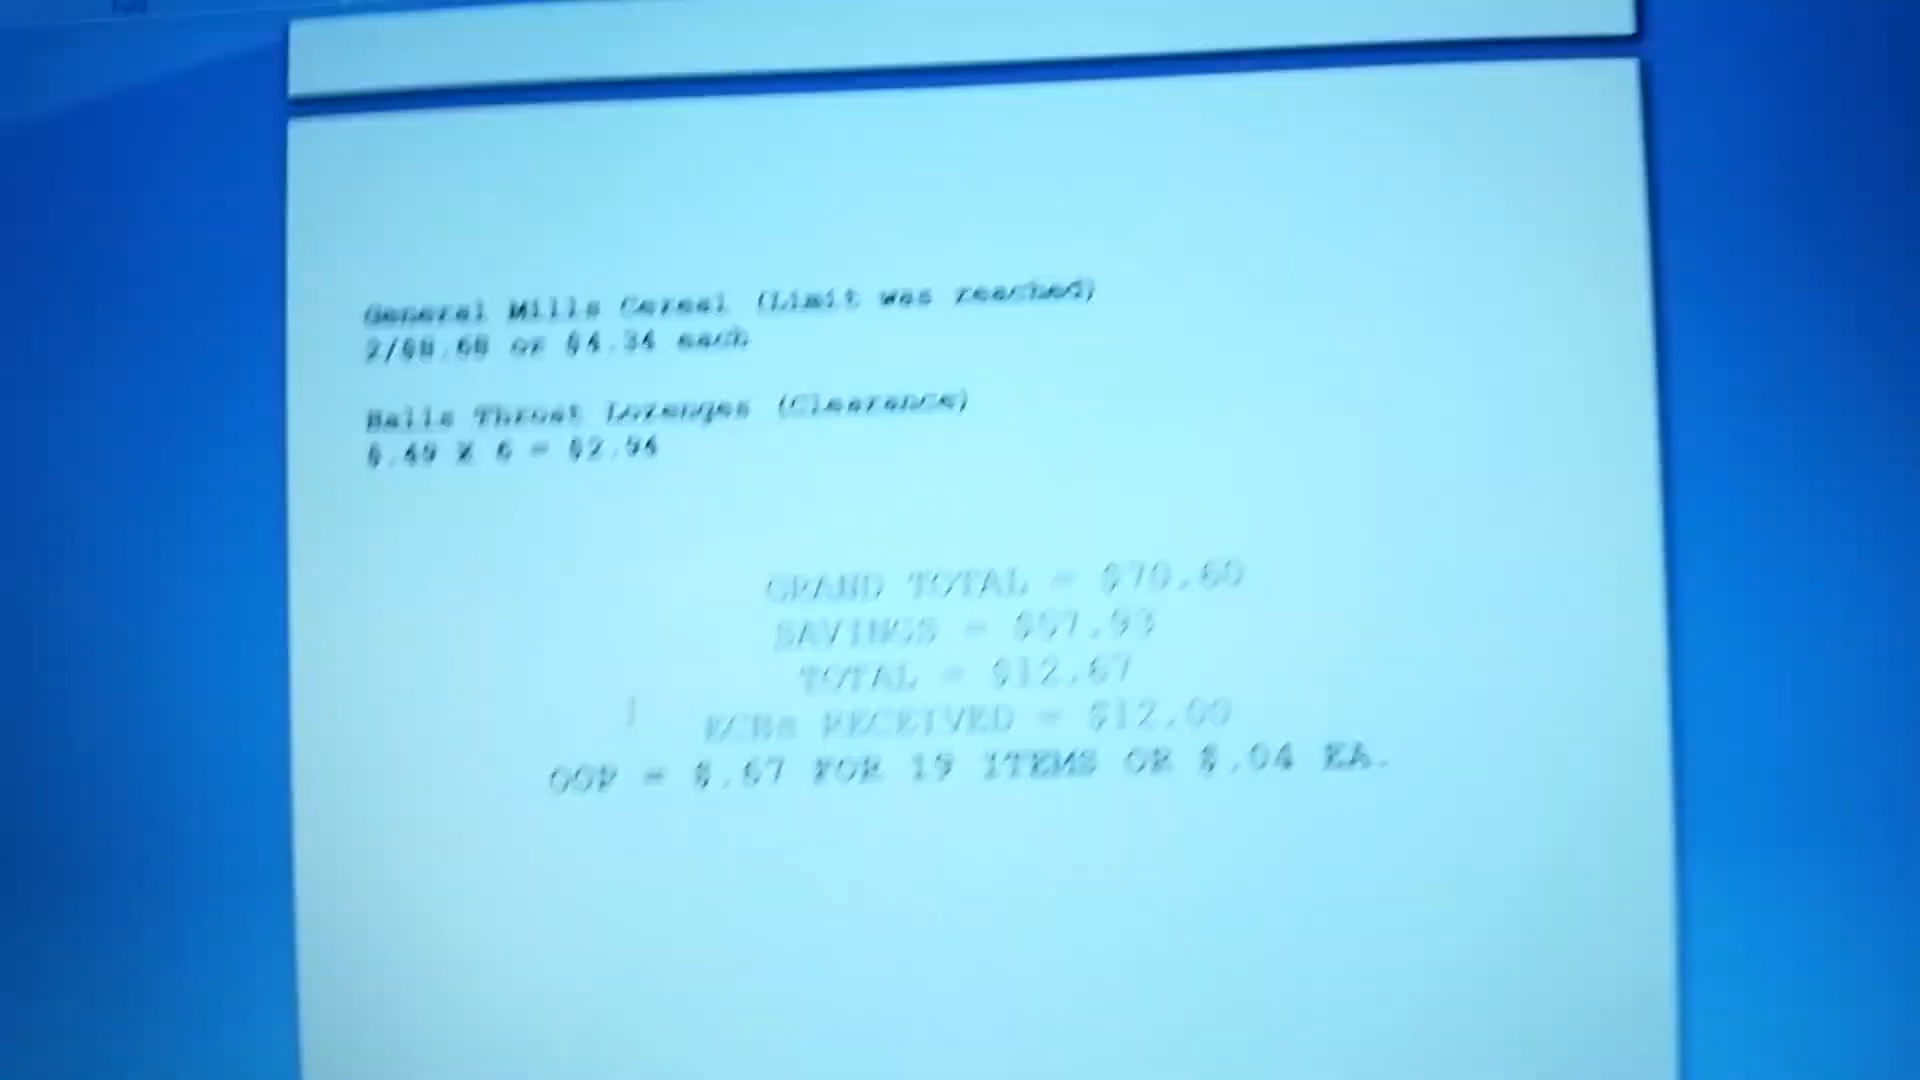 General Mills Cereal (Limit was reached)
2/$8.68 or $4.34 each
Halls Throat Lozenges (Clearance)
$.49 X 6 = $2.94
GRAND TOTAL = $70.60
SAVINGS = $57.93
TOTAL = $12.67
ECBs RECEIVED = $12.00
OOP = $.67 FOR 19 ITEMS OR $.04 EA.